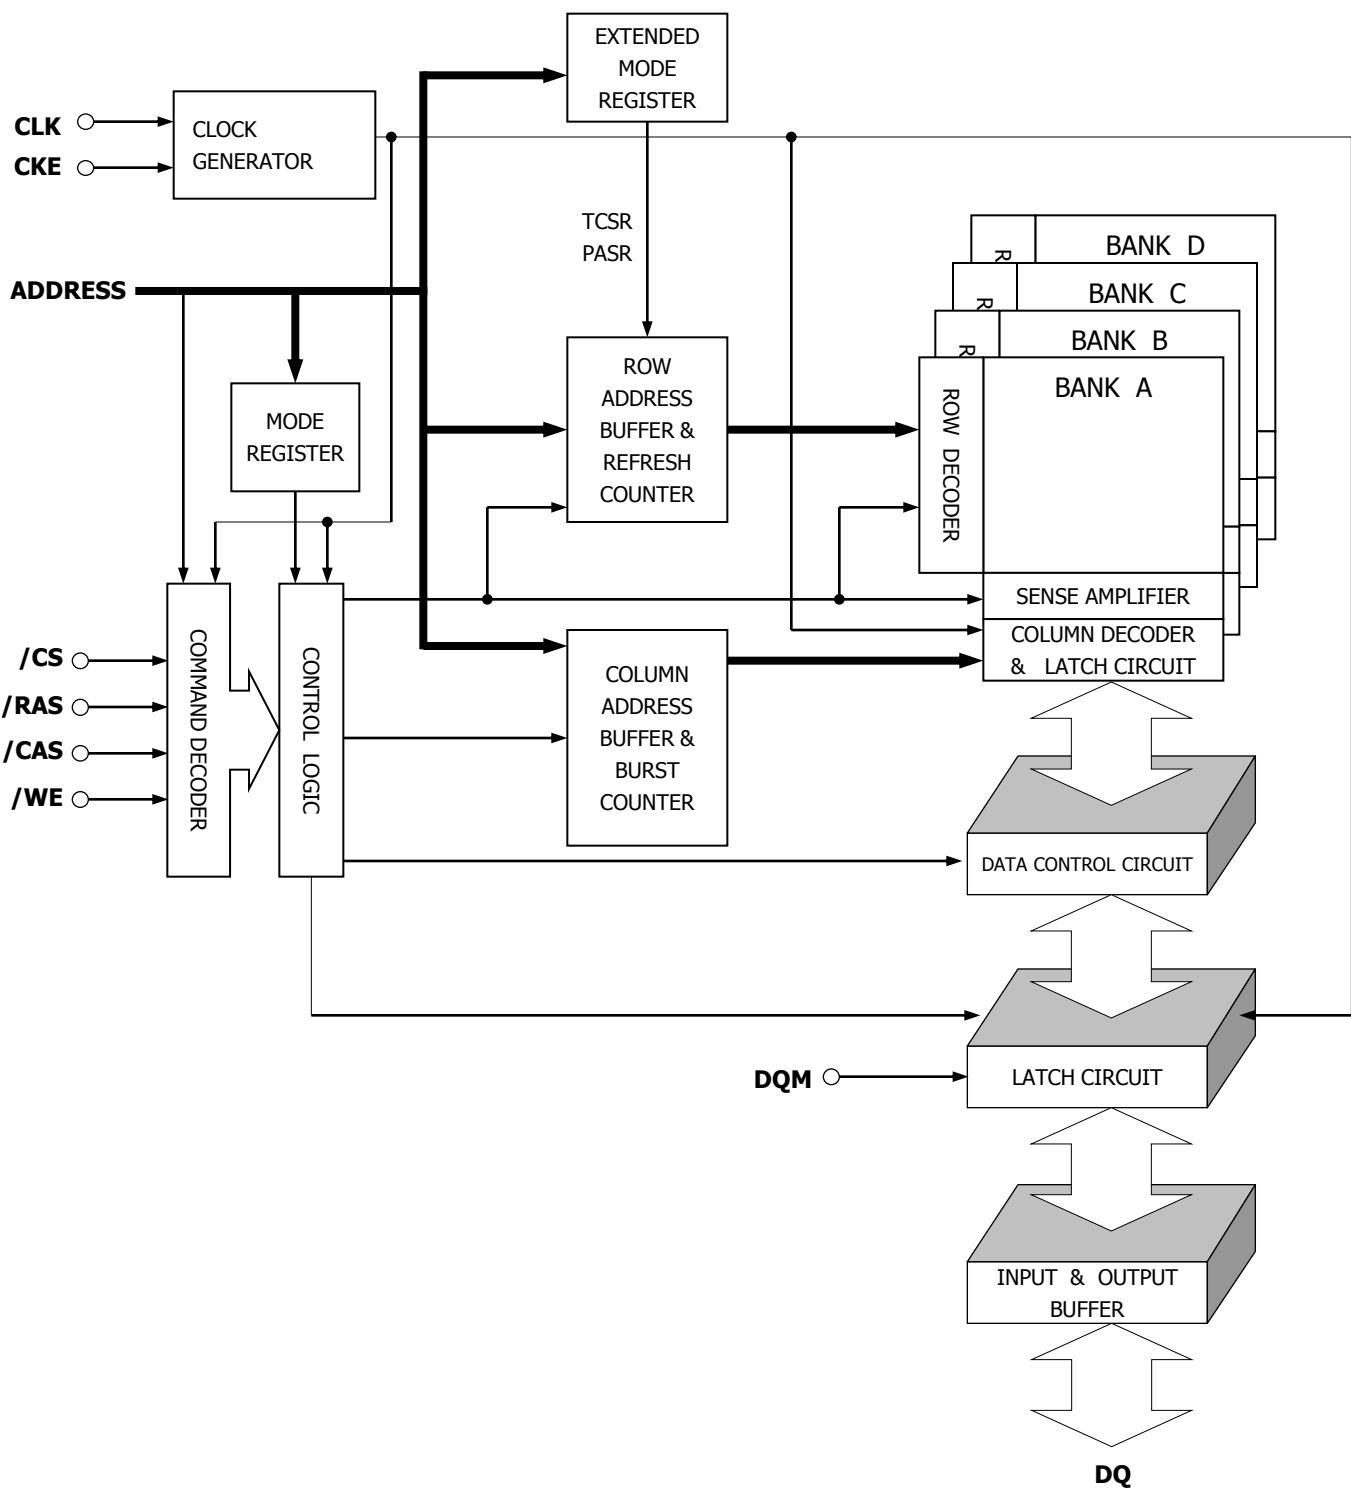 EXTENDED
MODE
REGISTER
CLK
CKE
CLOCK
GENERATOR
TCSR
PASR
ADDRESS
R
BANK D
R
BANK C
R
BANK B
BANK A
ROW DECODER
MODE
REGISTER
ROW
ADDRESS
BUFFER &
REFRESH
COUNTER
SENSE AMPLIFIER
COLUMN DECODER
& LATCH CIRCUIT
/CS
/RAS
/CAS
/WE
COMMAND DECODER
CONTROL LOGIC
COLUMN
ADDRESS
BUFFER &
BURST
COUNTER
DATA CONTROL CIRCUIT
DQM
LATCH CIRCUIT
INPUT & OUTPUT
BUFFER
DQ